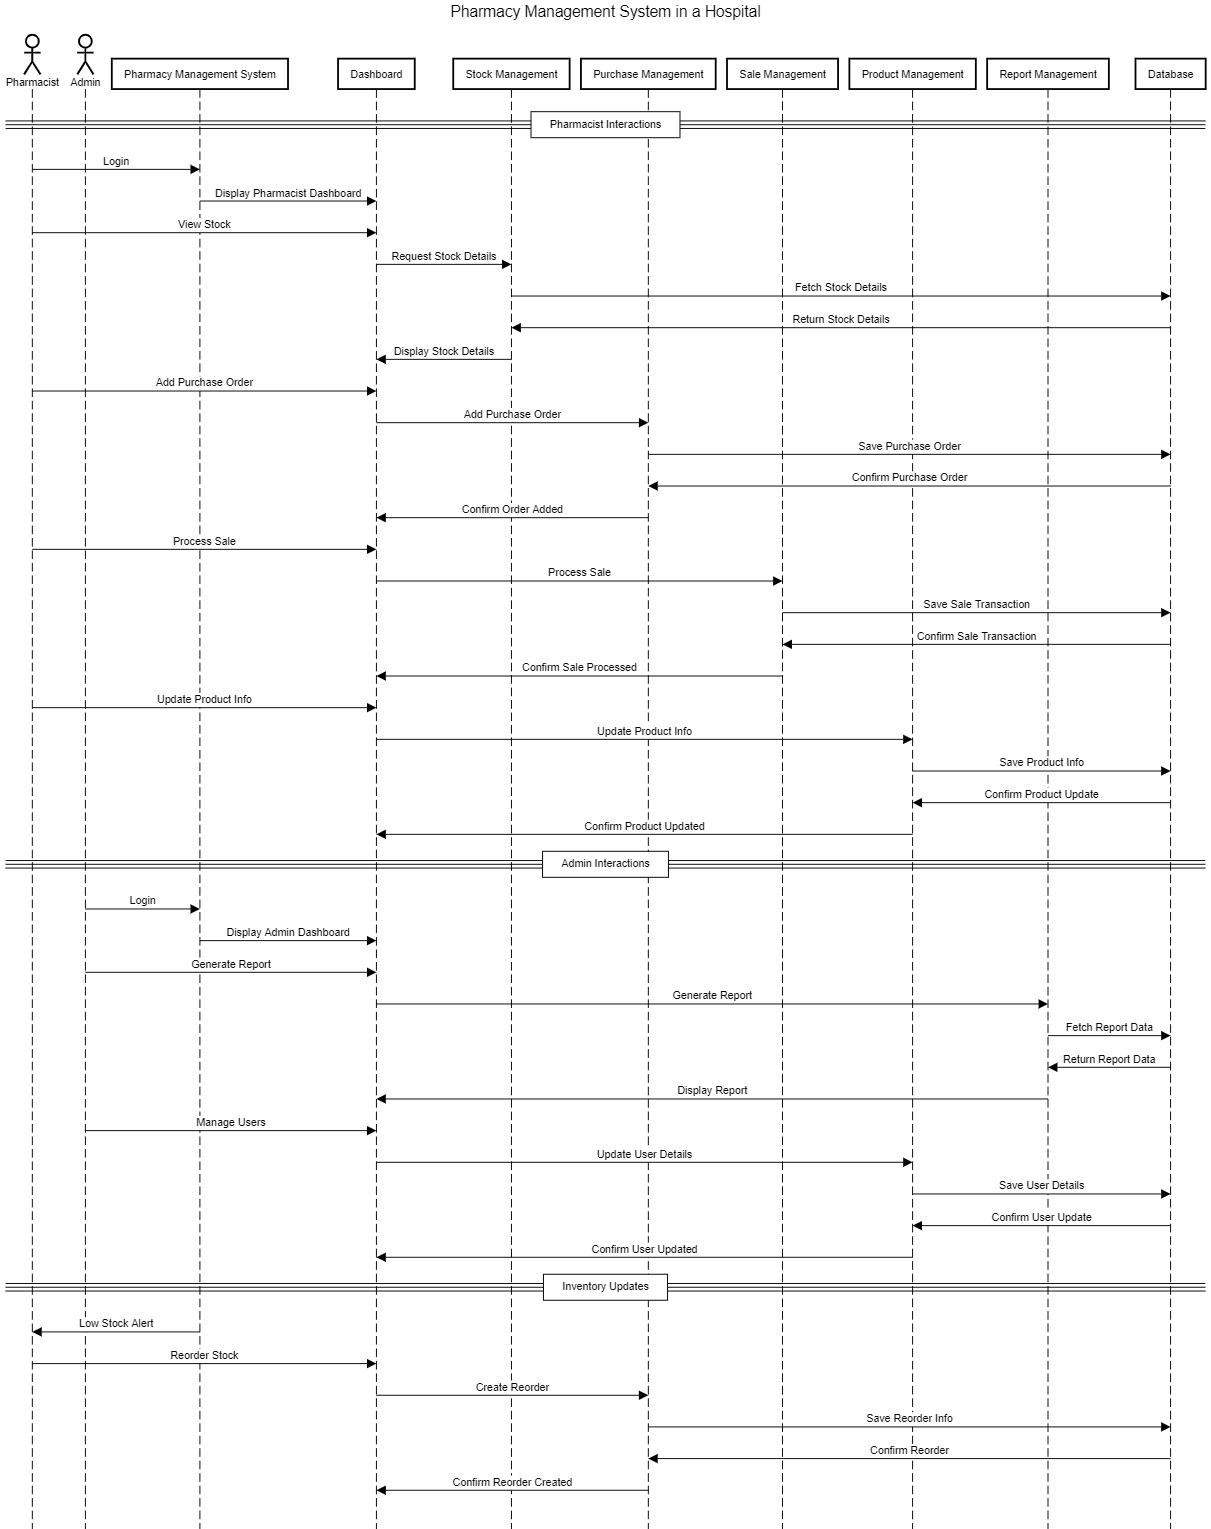 Pharmacy Management System in a Hospital
Pharmacist
Admin
Pharmacy Management System
Dashboard
Stock Management
Purchase Management
Sale Management
Product Management
Report Management
Database
Pharmacist Interactions
Login
Display Pharmacist Dashboard
View Stock
Request Stock Details
Fetch Stock Details
Return Stock Details
Display Stock Details
Add Purchase Order
Add Purchase Order
Save Purchase Order
Confirm Purchase Order
Confirm Order Added
Process Sale
Process Sale
Save Sale Transaction
Confirm Sale Transaction
Confirm Sale Processed
Update Product Info
Update Product Info
Save Product Info
Confirm Product Update
Confirm Product Updated
Admin Interactions
Login
Display Admin Dashboard
Generate Report
Generate Report
Fetch Report Data
Return Report Data
Display Report
Manage Users
Update User Details
Save User Details
Confirm User Update
Confirm User Updated
Inventory Updates
Low Stock Alert
Reorder Stock
Create Reorder
Save Reorder Info
Confirm Reorder
Confirm Reorder Created